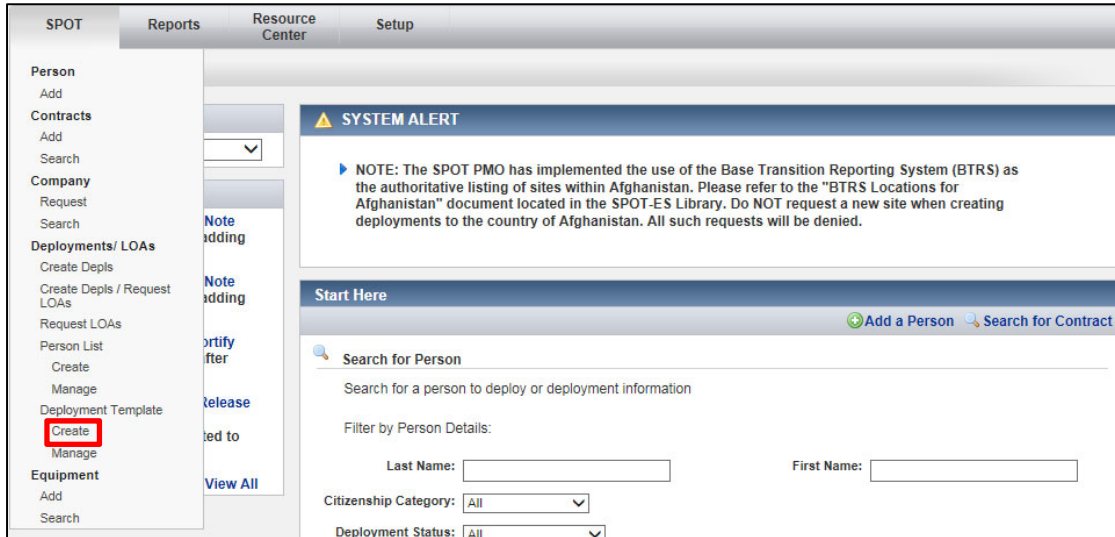 SPOT
Reports
Resource
Center
Setup
Person
Add
Contracts
Add
Search
Company
Request
Search
Deployments/ LOAs
Create Depls
Create Depls / Request
LOAs
Request LOAs
Person List
Create
Manage
Deployment Template
Create
Manage
Equipment
Add
Search
Note
adding
Note
adding
View All
SYSTEM ALERT
NOTE: The SPOT PMO has implemented the use of the Base Transition Reporting System (BTRS) as
the authoritative listing of sites within Afghanistan. Please refer to the "BTRS Locations for
Afghanistan" document located in the SPOT-ES Library. Do NOT request a new site when creating
deployments to the country of Afghanistan. All such requests will be denied.
Start Here
Add a Person Search for Contract
Search for Person
Search for a person to deploy or deployment information
Filter by Person Details:
Last Name:
First Name:
Citizenship Category: All
Deployment Status: All